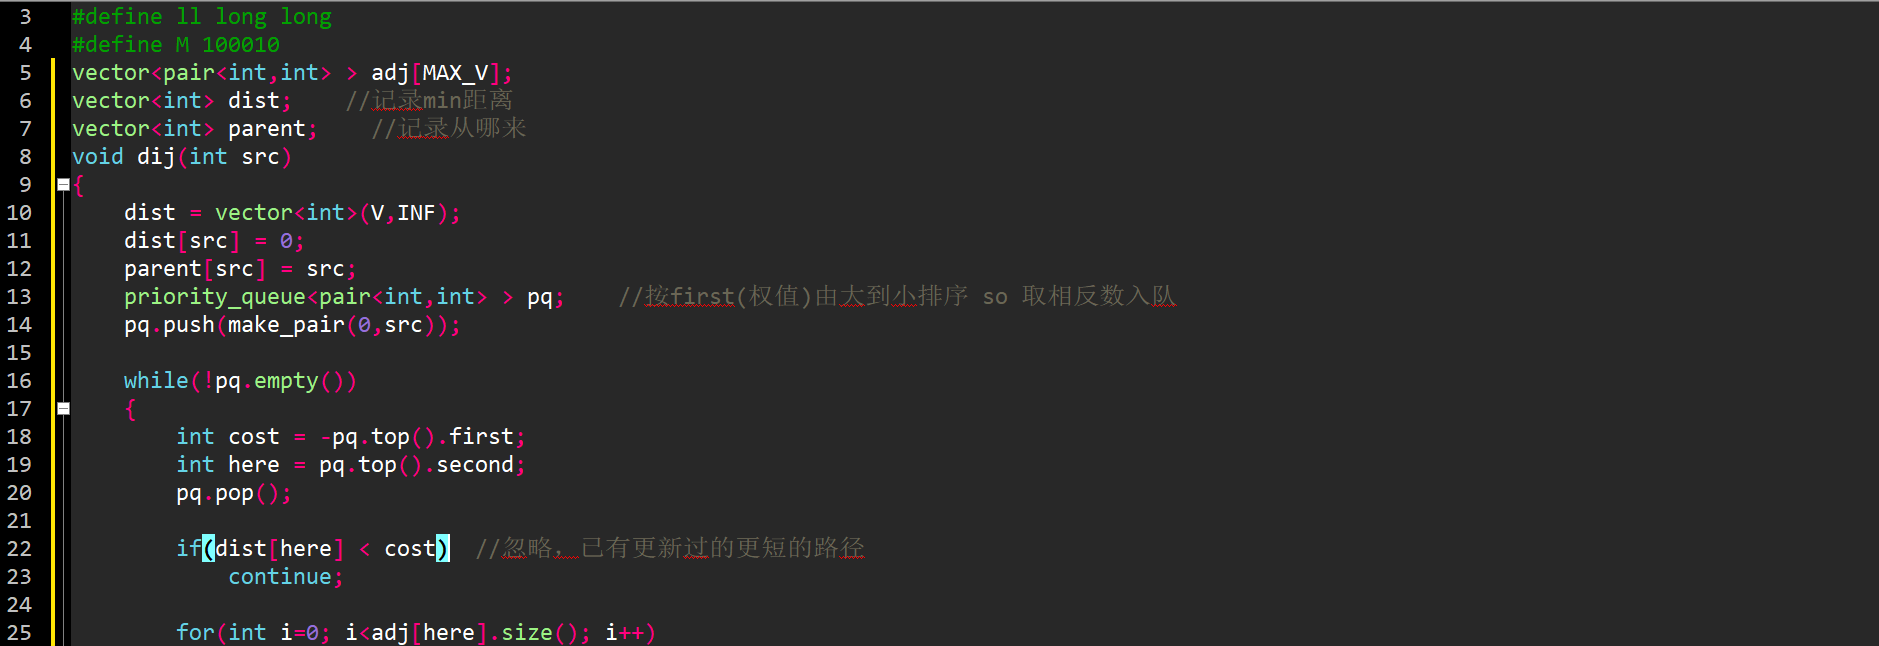 3 #define ll long long
4 #define M 100010
5 vector<pair<int,int> > adj[MAX_V];
6 vector<int> dist;    //记录min距离
7 vector<int> parent;    //记录从哪来
8 void dij(int src)
9 {
10     dist = vector<int>(V,INF);
11     dist[src] = 0;
12     parent[src] = src;
13     priority_queue<pair<int,int> > pq;    //按first(权值)由大到小排序 so 取相反数入队
14     pq.push(make_pair(0,src));
15
16     while(!pq.empty())
17     {
18         int cost = -pq.top().first;
19         int here = pq.top().second;
20         pq.pop();
21
22         if(dist[here] < cost)  //忽略，已有更新过的更短的路径
23             continue;
24
25         for(int i=0; i<adj[here].size(); i++)